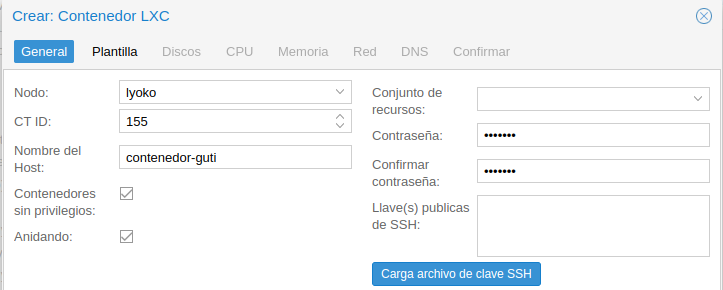 Crear: Contenedor LXC
General Plantilla Discos CPU Memoria Red DNS Confirmar
Nodo: lyoko
CT ID: 155
Nombre del
Host: contenedor-guti
Contenedores
sin privilegios:
Anidando:
Conjunto de
recursos:
Contraseña: •••••••
Confirmar
contraseña: •••••••
Llave(s) publicas
de SSH:
Carga archivo de clave SSH